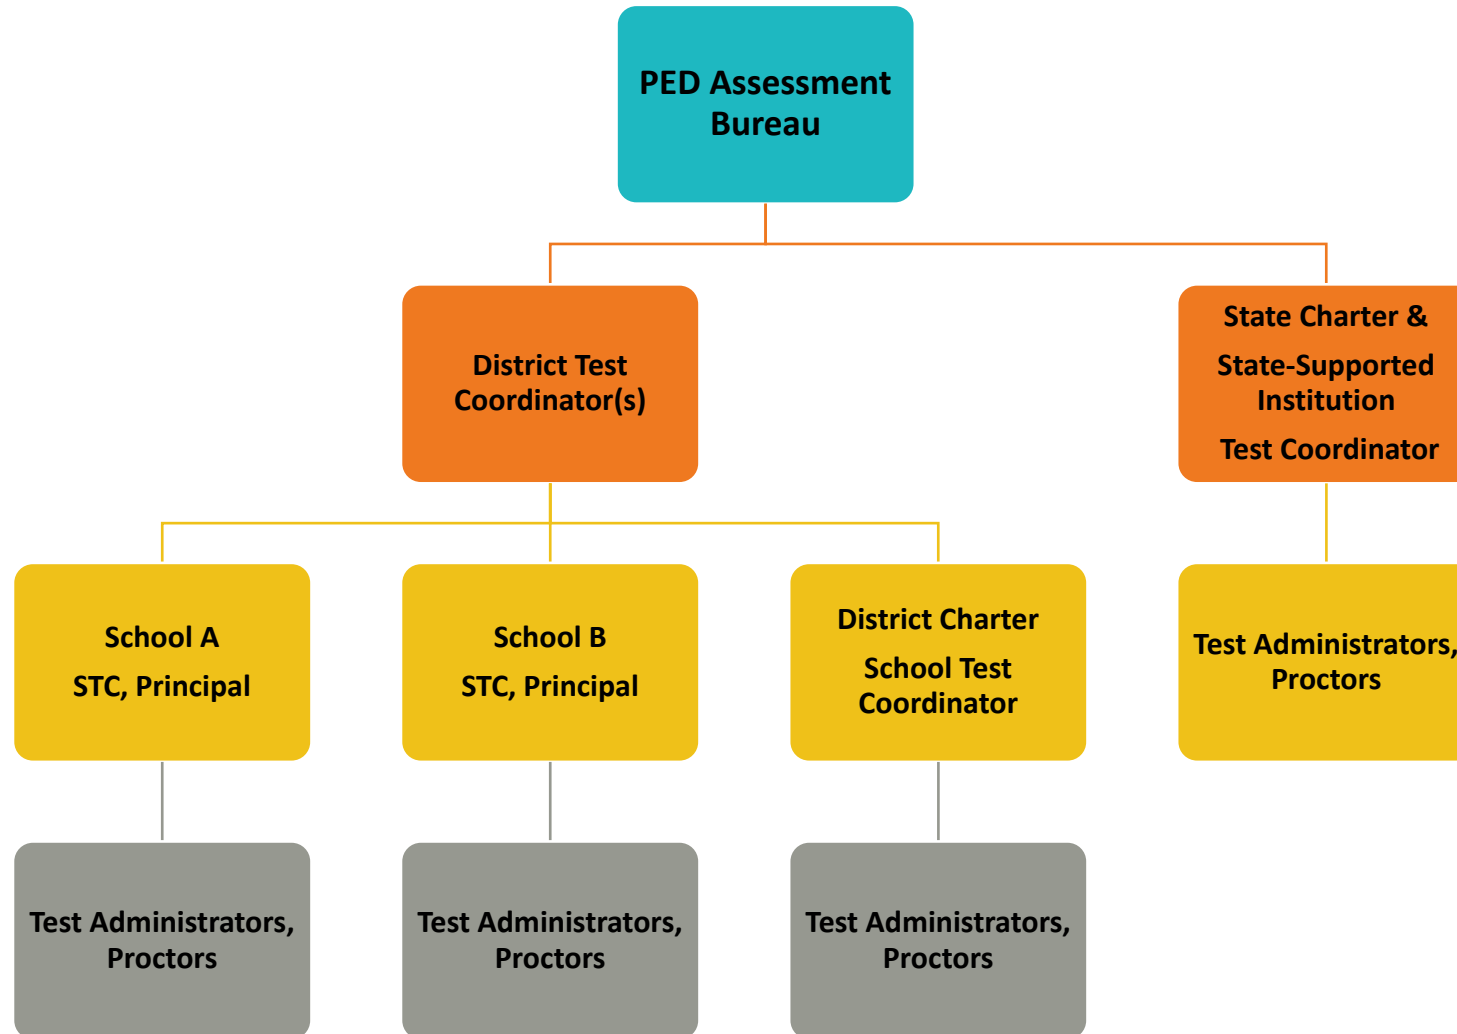 PED Assessment
Bureau
District Test
Coordinator(s)
State Charter &
State-Supported
Institution
Test Coordinator
School A
STC, Principal
School B
STC, Principal
District Charter
School Test
Coordinator
Test Administrators,
Proctors
Test Administrators,
Proctors
Test Administrators,
Proctors
Test Administrators,
Proctors